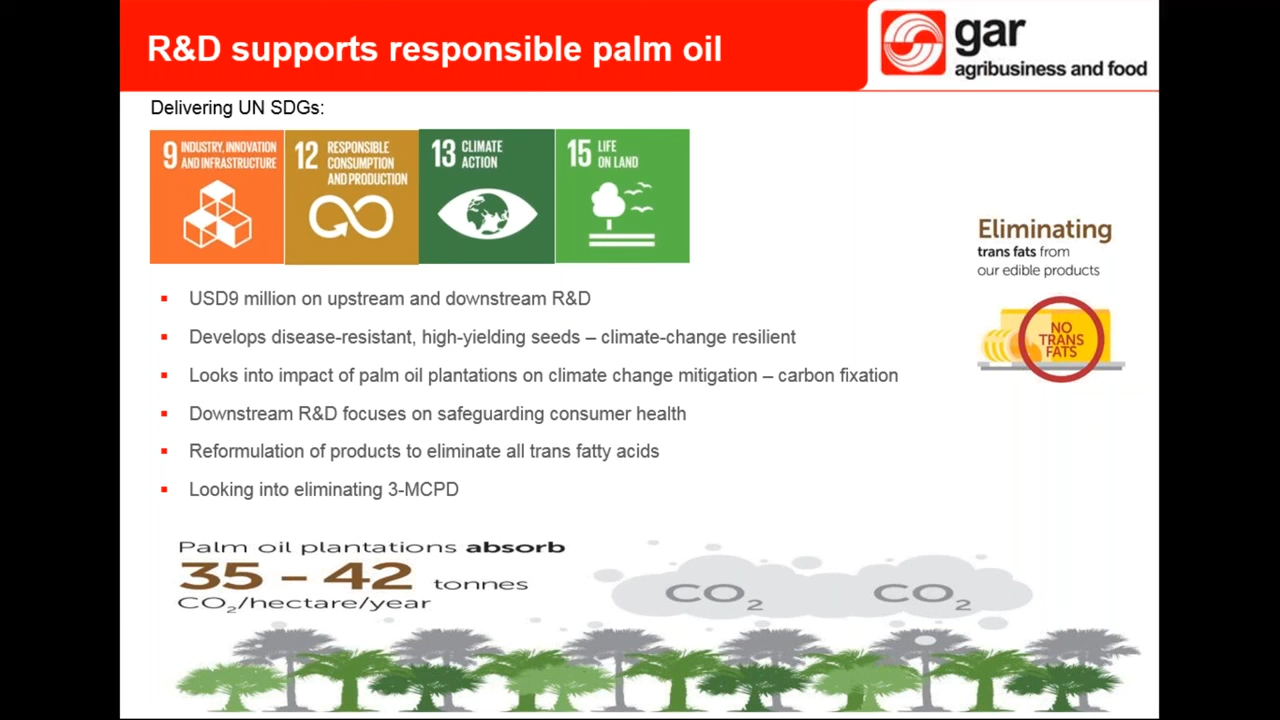 R&D supports responsible palm oil
gar
agribusiness and food
Delivering UN SDGs:
9 INDUSTRY, INNOVATION
AND INFRASTRUCTURE
12 RESPONSIBLE
CONSUMPTION
AND PRODUCTION
13 CLIMATE
ACTION
15 LIFE
ON LAND
Eliminating
trans fats from
our edible products
NO
TRANS
FATS
▪ USD9 million on upstream and downstream R&D
▪ Develops disease-resistant, high-yielding seeds – climate-change resilient
▪ Looks into impact of palm oil plantations on climate change mitigation – carbon fixation
▪ Downstream R&D focuses on safeguarding consumer health
▪ Reformulation of products to eliminate all trans fatty acids
▪ Looking into eliminating 3-MCPD
Palm oil plantations absorb
35 – 42 tonnes
CO₂/hectare/year
CO₂ CO₂